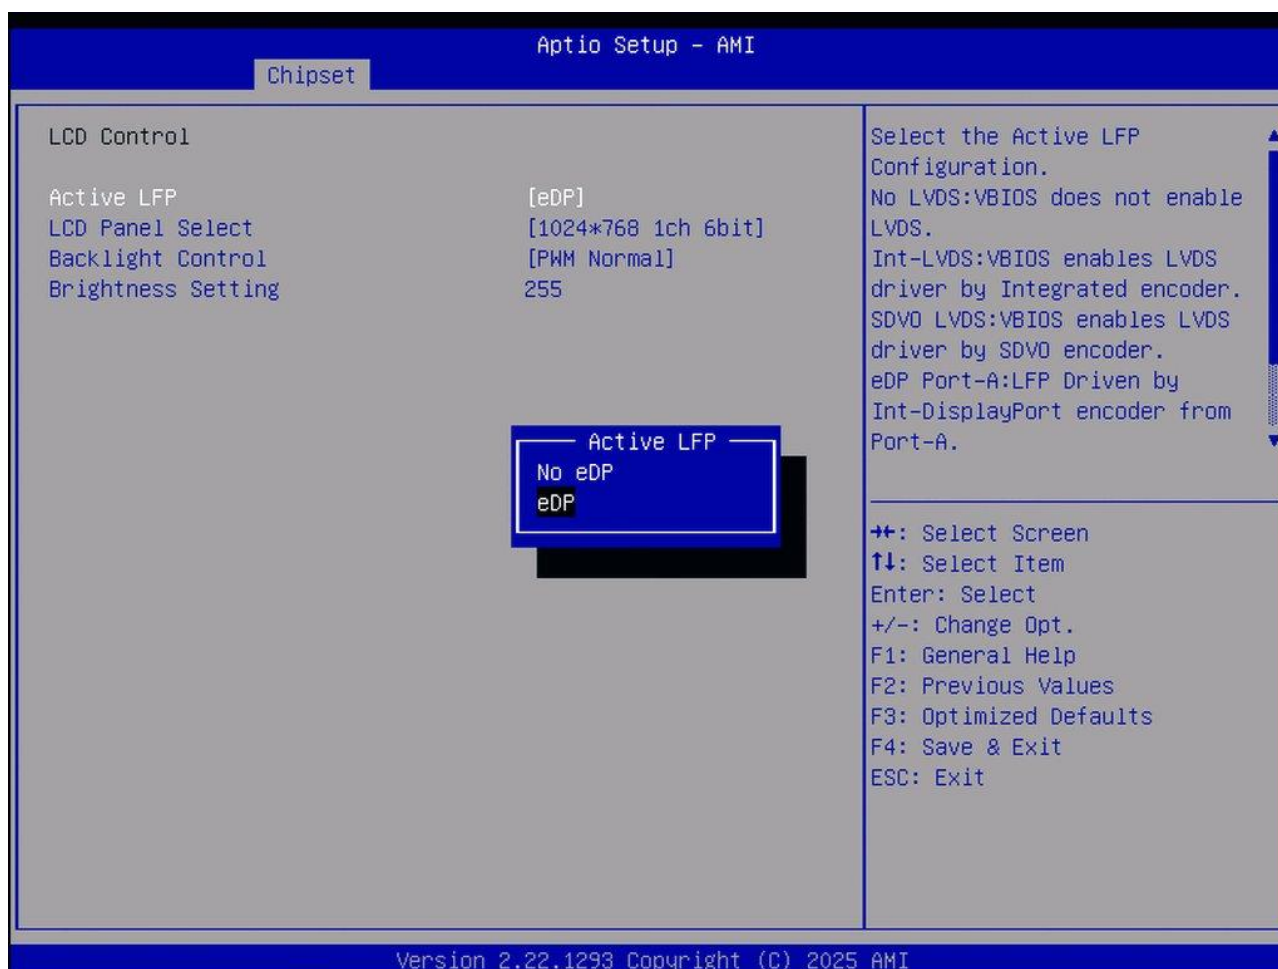 Aptio Setup - AMI
Chipset
LCD Control
Active LFP [eDP]
LCD Panel Select [1024*768 1ch 6bit]
Backlight Control [PWM Normal]
Brightness Setting 255
Active LFP
No eDP
eDP
Select the Active LFP
Configuration.
No LVDS:VBIOS does not enable
LVDS.
Int-LVDS:VBIOS enables LVDS
driver by Integrated encoder.
SDVO LVDS:VBIOS enables LVDS
driver by SDVO encoder.
eDP Port-A:LFP Driven by
Int-DisplayPort encoder from
Port-A.
→←: Select Screen
↑↓: Select Item
Enter: Select
+/-: Change Opt.
F1: General Help
F2: Previous Values
F3: Optimized Defaults
F4: Save & Exit
ESC: Exit
Version 2.22.1293 Copyright (C) 2025 AMI